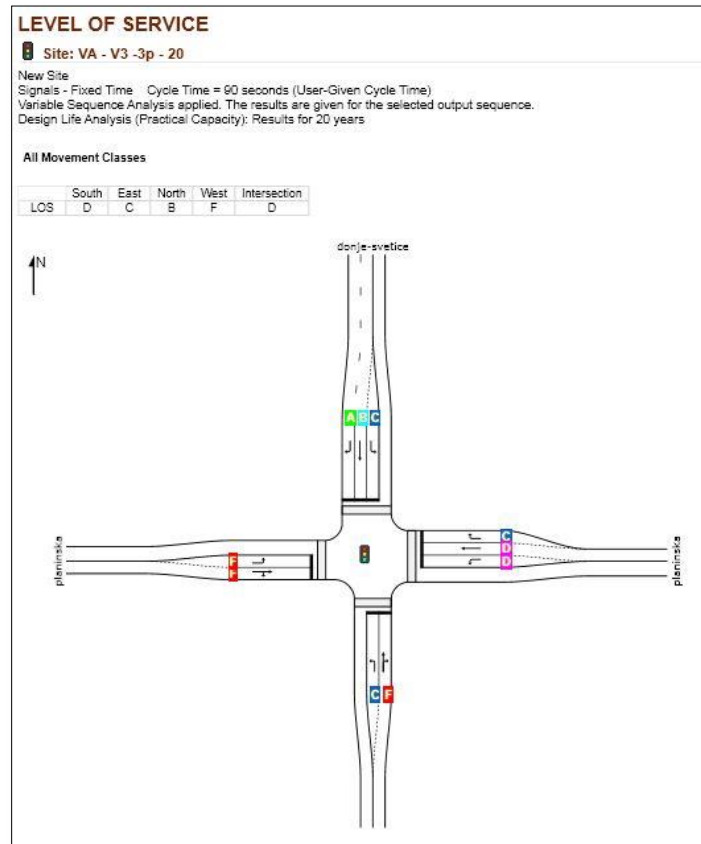 LEVEL OF SERVICE
Site: VA - V3 -3p - 20
New Site
Signals - Fixed Time Cycle Time = 90 seconds (User-Given Cycle Time)
Variable Sequence Analysis applied. The results are given for the selected output sequence.
Design Life Analysis (Practical Capacity): Results for 20 years
All Movement Classes
South East North West Intersection
LOS D C B F D
N
donje-svetice
A B C
planinska
C
D
D
F
F
planinska
C F